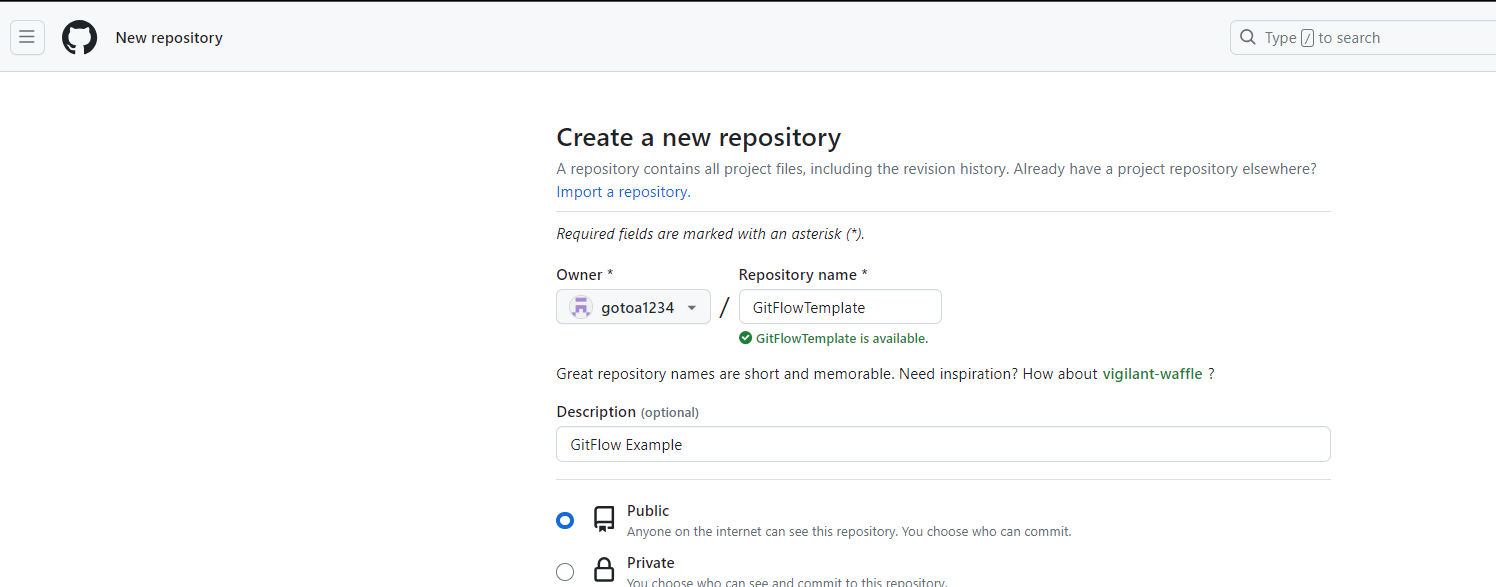 New repository
Type / to search
Create a new repository
A repository contains all project files, including the revision history. Already have a project repository elsewhere?
Import a repository.
Required fields are marked with an asterisk (*).
Owner * Repository name *
gotoa1234 / GitFlowTemplate
GitFlowTemplate is available.
Great repository names are short and memorable. Need inspiration? How about vigilant-waffle ?
Description (optional)
GitFlow Example
Public
Anyone on the internet can see this repository. You choose who can commit.
Private
You choose who can see and commit to this repository.